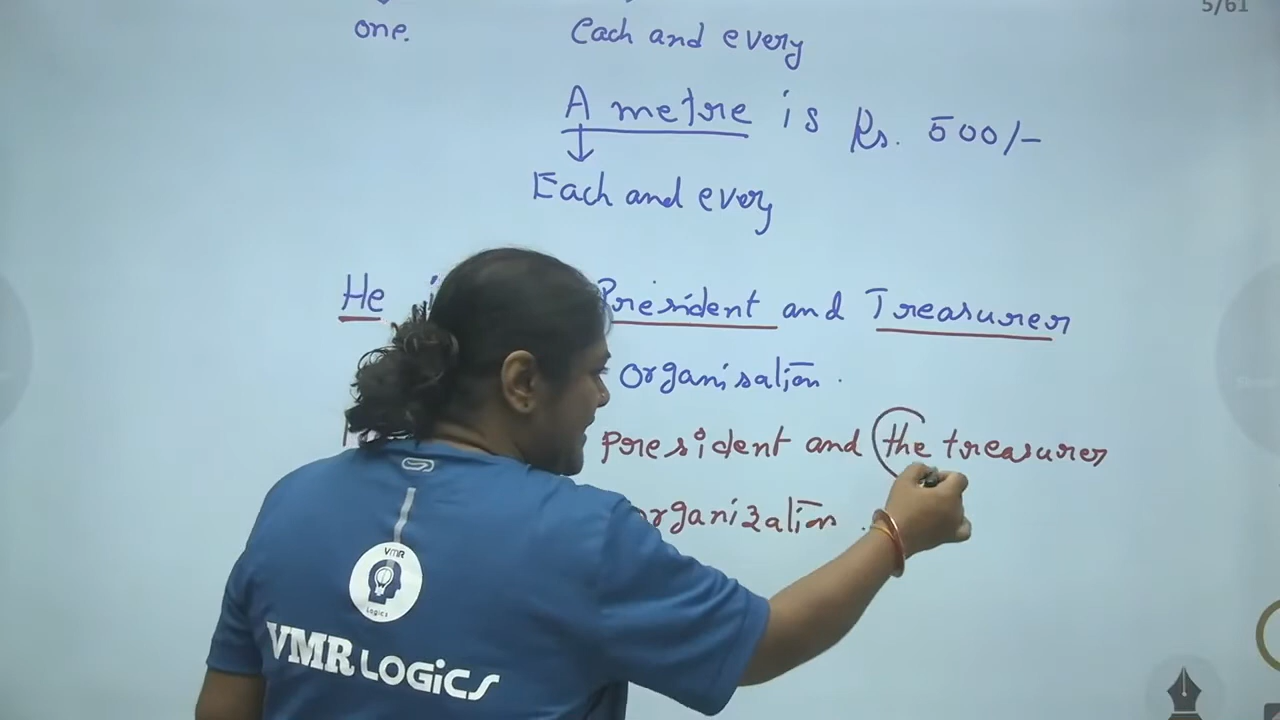 5/61
one.
Each and every
A metre is Rs. 500/-
Each and every
He President and Treasurer
organisation.
President and the treasurer
organization.
VMR
Logics
VMR LOGiCS